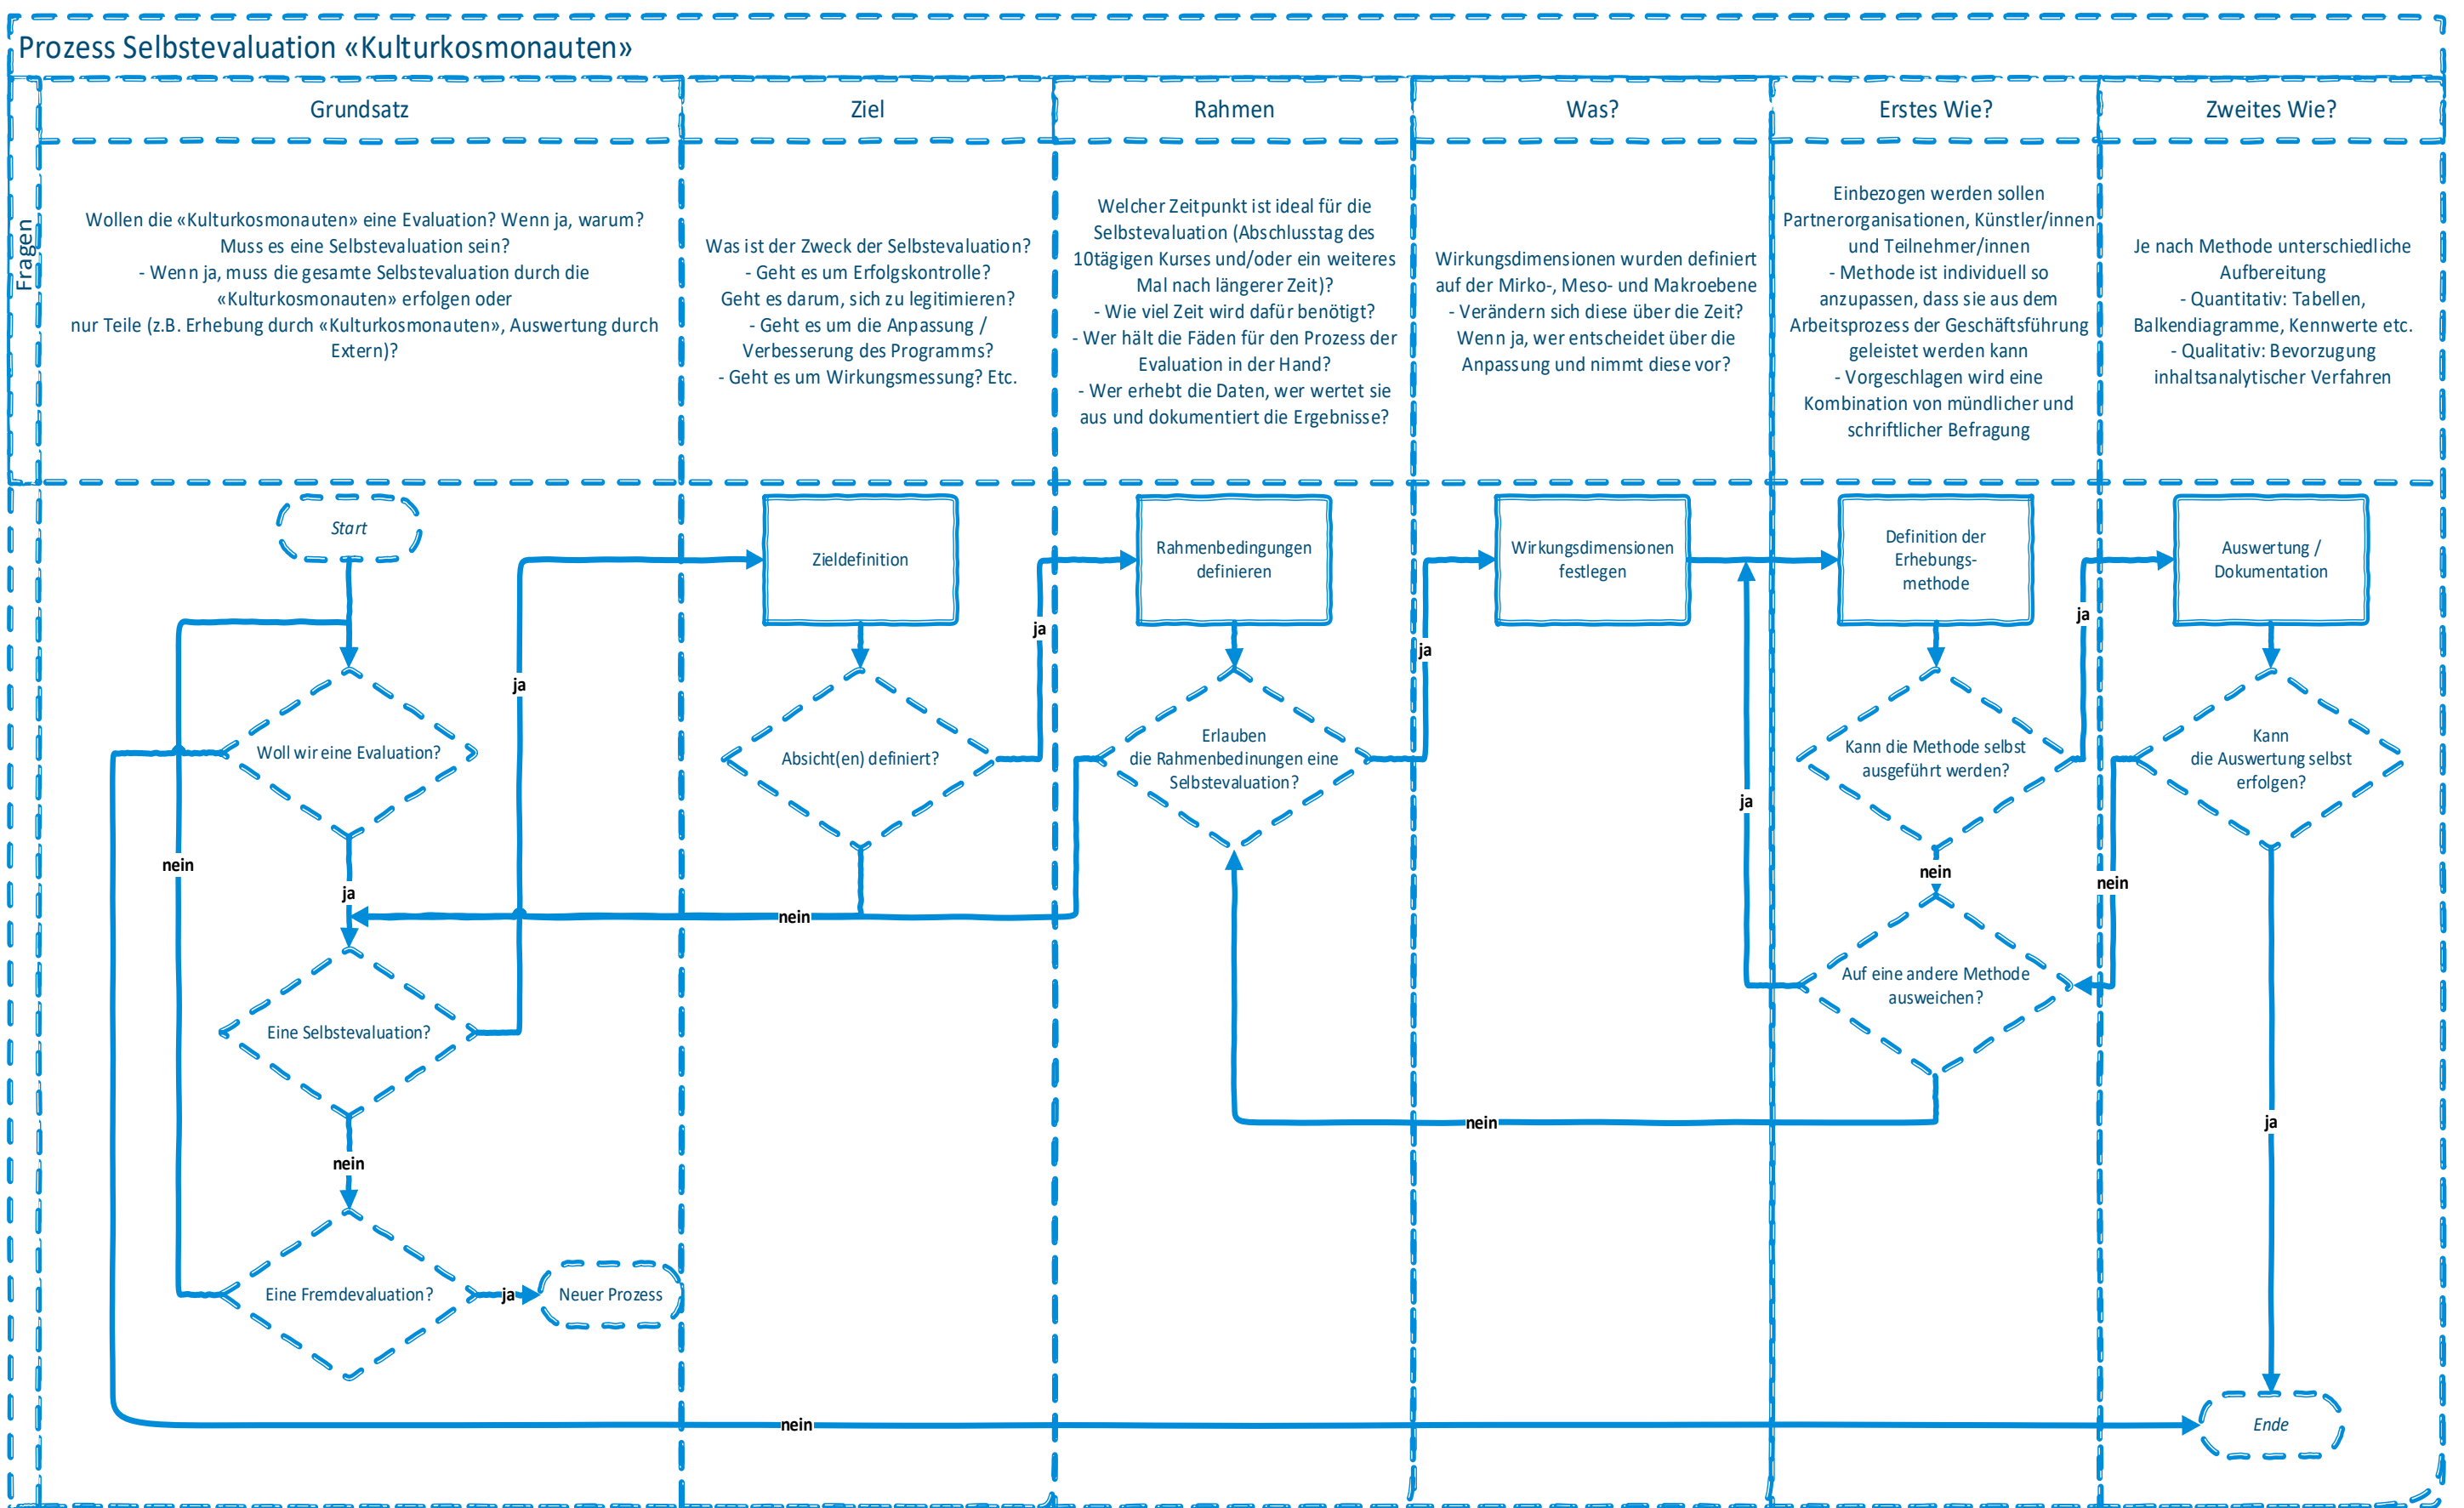 Prozess Selbstevaluation «Kulturkosmonauten»
Grundsatz
Ziel
Rahmen
Was?
Erstes Wie?
Zweites Wie?
Fragen
Wollen die «Kulturkosmonauten» eine Evaluation? Wenn ja, warum?
Muss es eine Selbstevaluation sein?
- Wenn ja, muss die gesamte Selbstevaluation durch die
«Kulturkosmonauten» erfolgen oder
nur Teile (z.B. Erhebung durch «Kulturkosmonauten», Auswertung durch
Extern)?
Was ist der Zweck der Selbstevaluation?
- Geht es um Erfolgskontrolle?
Geht es darum, sich zu legitimieren?
- Geht es um die Anpassung /
Verbesserung des Programms?
- Geht es um Wirkungsmessung? Etc.
Welcher Zeitpunkt ist ideal für die
Selbstevaluation (Abschlusstag des
10tägigen Kurses und/oder ein weiteres
Mal nach längerer Zeit)?
- Wie viel Zeit wird dafür benötigt?
- Wer hält die Fäden für den Prozess der
Evaluation in der Hand?
- Wer erhebt die Daten, wer wertet sie
aus und dokumentiert die Ergebnisse?
Wirkungsdimensionen wurden definiert
auf der Mirko-, Meso- und Makroebene
- Verändern sich diese über die Zeit?
Wenn ja, wer entscheidet über die
Anpassung und nimmt diese vor?
Einbezogen werden sollen
Partnerorganisationen, Künstler/innen
und Teilnehmer/innen
- Methode ist individuell so
anzupassen, dass sie aus dem
Arbeitsprozess der Geschäftsführung
geleistet werden kann
- Vorgeschlagen wird eine
Kombination von mündlicher und
schriftlicher Befragung
Je nach Methode unterschiedliche
Aufbereitung
- Quantitativ: Tabellen,
Balkendiagramme, Kennwerte etc.
- Qualitativ: Bevorzugung
inhaltsanalytischer Verfahren
Start
Woll wir eine Evaluation?
nein
ja
Eine Selbstevaluation?
ja
nein
Eine Fremdevaluation?
ja
Neuer Prozess
Zieldefinition
Absicht(en) definiert?
ja
nein
nein
Rahmenbedingungen
definieren
Erlauben
die Rahmenbedinungen eine
Selbstevaluation?
ja
Wirkungsdimensionen
festlegen
nein
ja
Definition der
Erhebungs-
methode
Kann die Methode selbst
ausgeführt werden?
nein
Auf eine andere Methode
ausweichen?
ja
nein
Auswertung /
Dokumentation
Kann
die Auswertung selbst
erfolgen?
ja
Ende